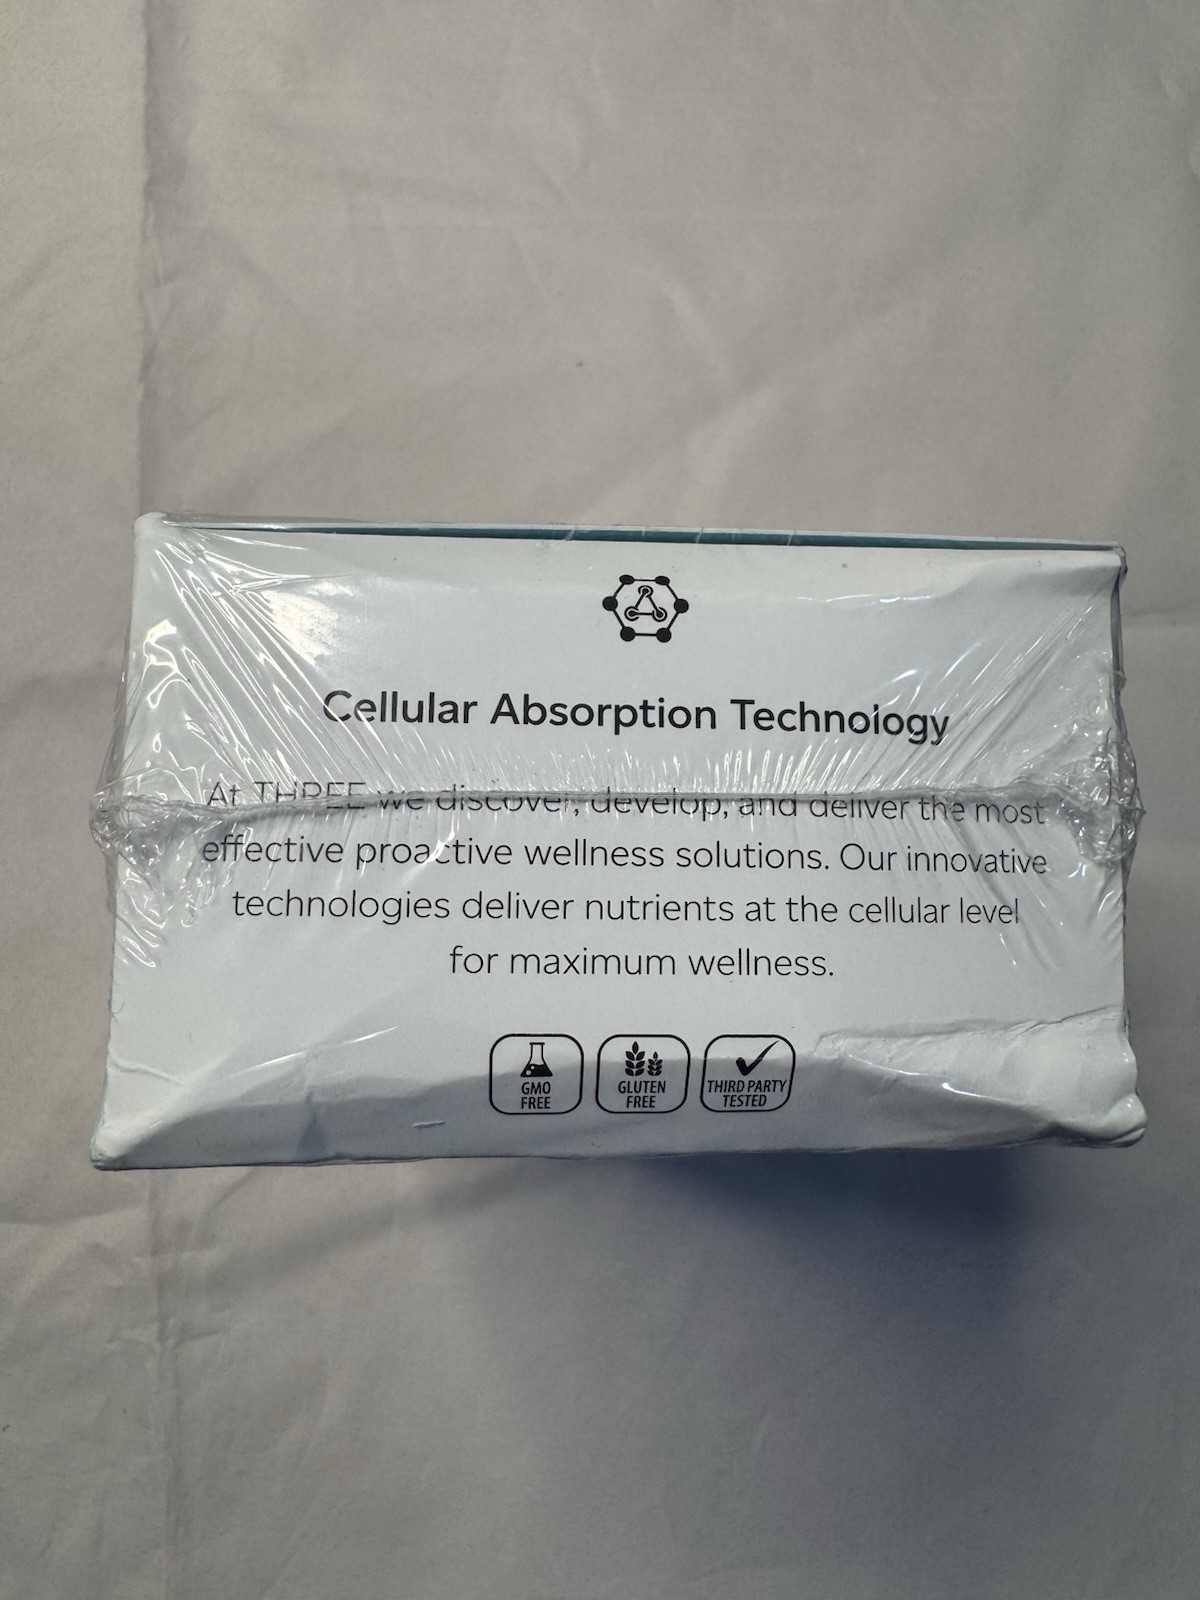 Cellular Absorption Technology
At THREE we discover, develop, and deliver the most
effective proactive wellness solutions. Our innovative
technologies deliver nutrients at the cellular level
for maximum wellness.
GMO
FREE
GLUTEN
FREE
THIRD PARTY
TESTED